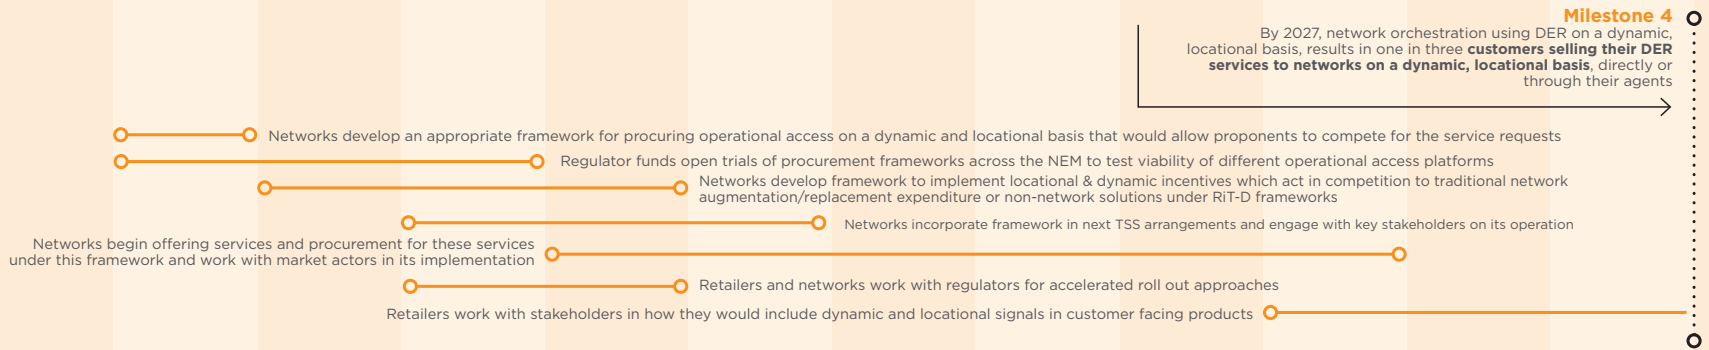 Milestone 4
By 2027, network orchestration using DER on a dynamic,
locational basis, results in one in three customers selling their DER
services to networks on a dynamic, locational basis, directly or
through their agents
Networks develop an appropriate framework for procuring operational access on a dynamic and locational basis that would allow proponents to compete for the service requests
Regulator funds open trials of procurement frameworks across the NEM to test viability of different operational access platforms
Networks develop framework to implement locational & dynamic incentives which act in competition to traditional network
augmentation/replacement expenditure or non-network solutions under RiT-D frameworks
Networks incorporate framework in next TSS arrangements and engage with key stakeholders on its operation
Networks begin offering services and procurement for these services
under this framework and work with market actors in its implementation
Retailers and networks work with regulators for accelerated roll out approaches
Retailers work with stakeholders in how they would include dynamic and locational signals in customer facing products